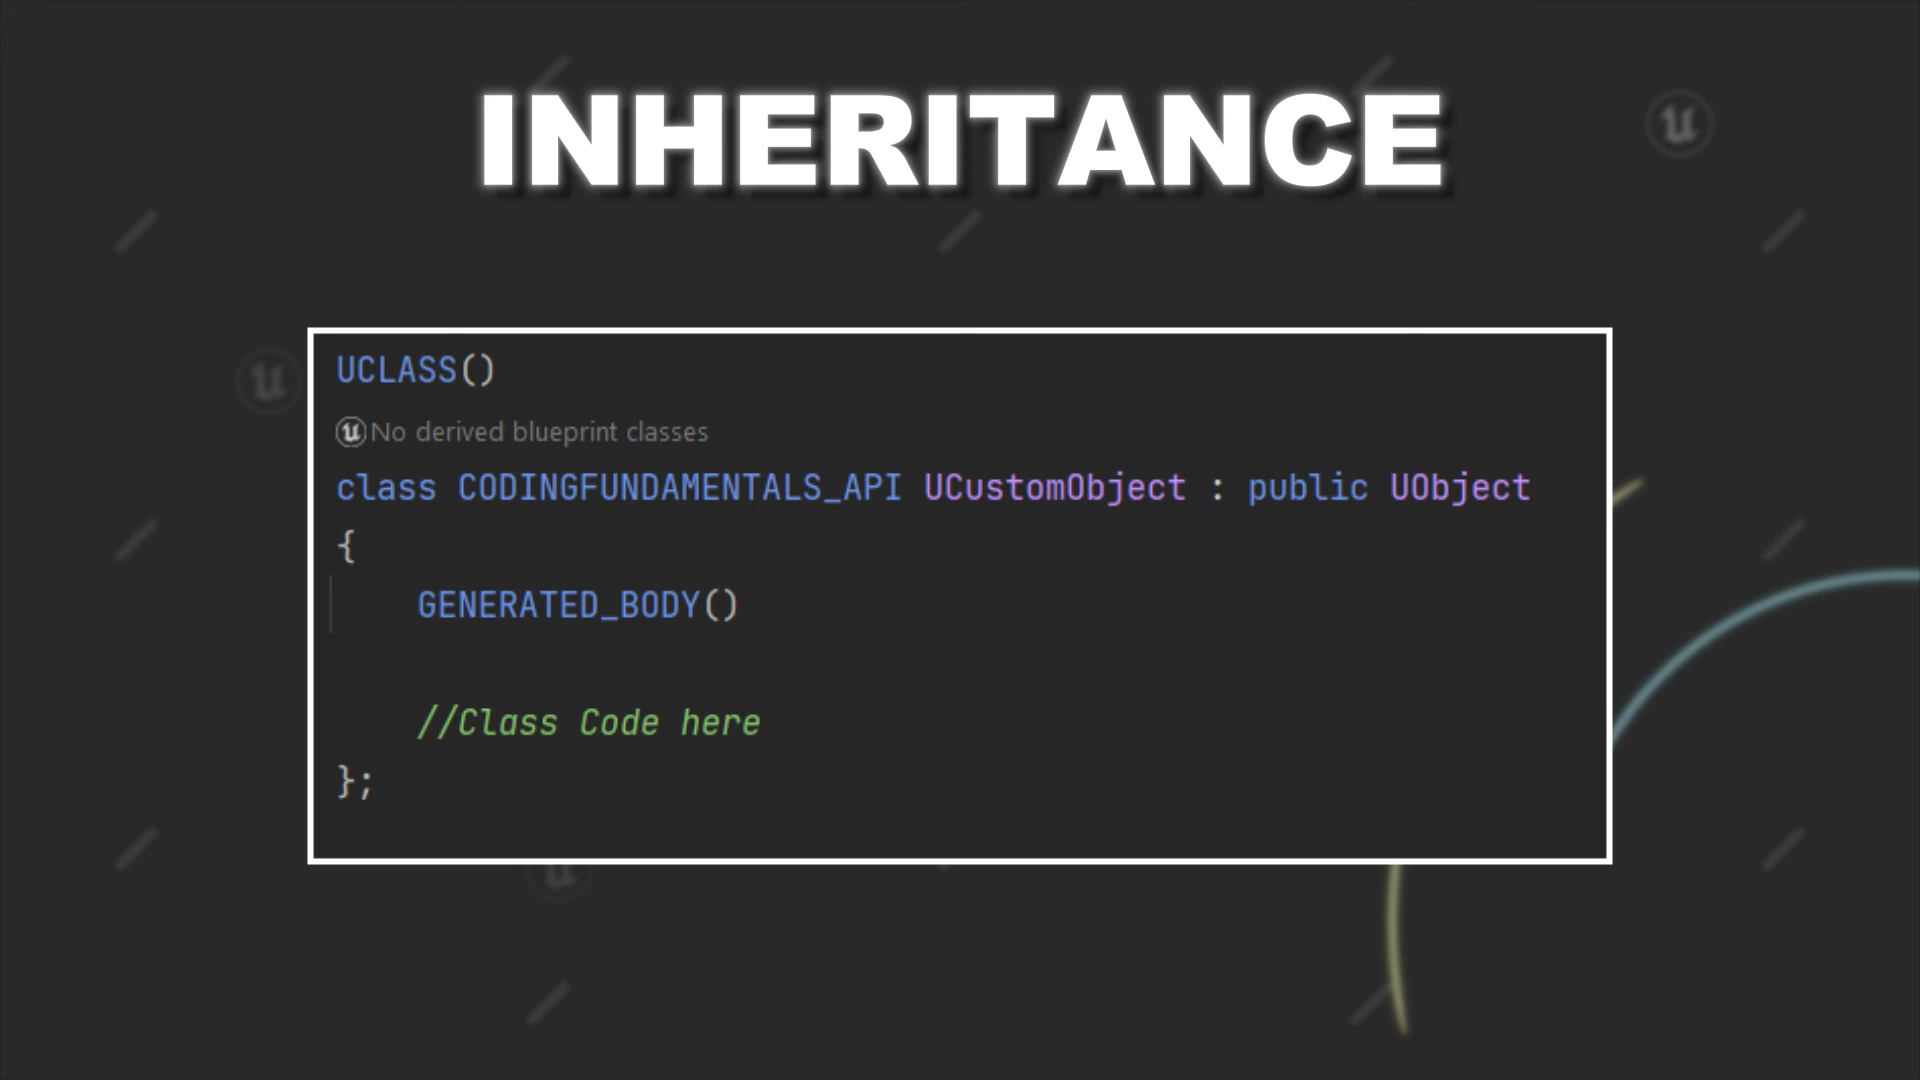 INHERITANCE
UCLASS()
No derived blueprint classes
class CODINGFUNDAMENTALS_API UCustomObject : public UObject
{
GENERATED_BODY()
//Class Code here
};